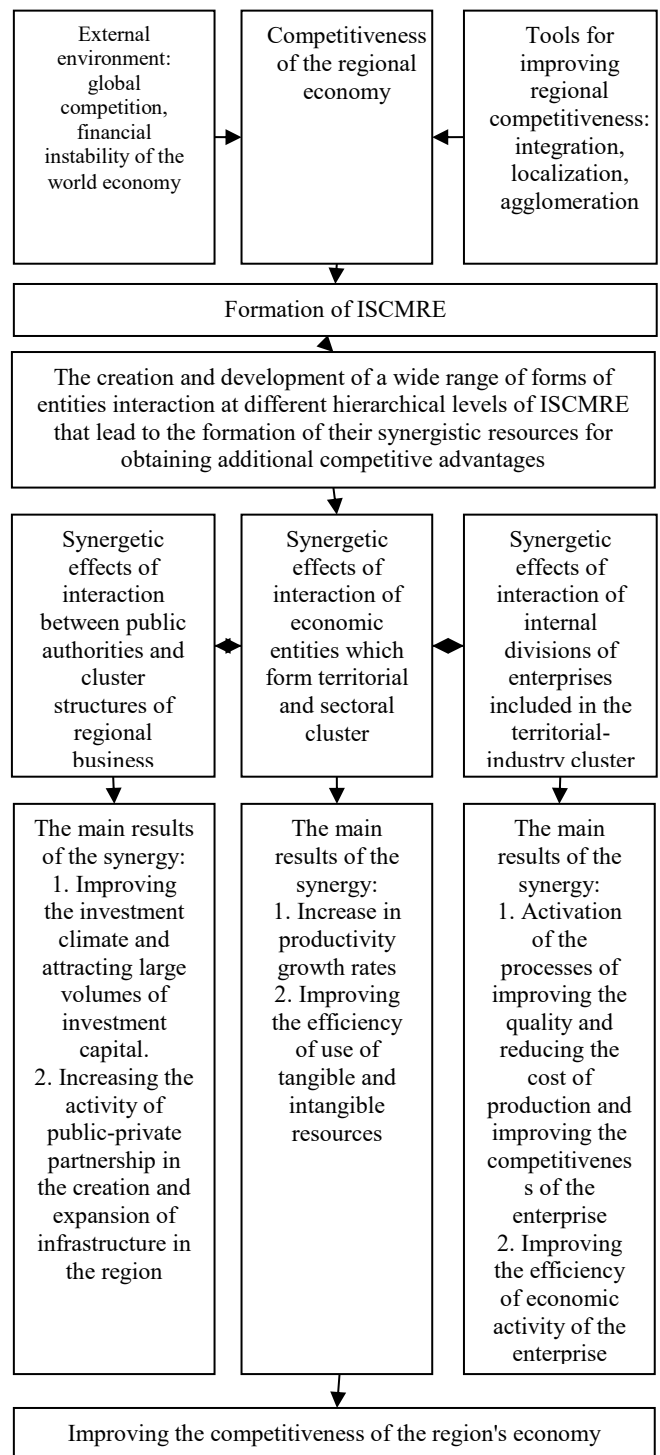 External
environment:
global
competition,
financial
instability of the
world economy
Competitiveness
of the regional
economy
Tools for
improving
regional
competitiveness:
integration,
localization,
agglomeration
Formation of ISCMRE
The creation and development of a wide range of forms of
entities interaction at different hierarchical levels of ISCMRE
that lead to the formation of their synergistic resources for
obtaining additional competitive advantages
Synergetic
effects of
interaction
between public
authorities and
cluster
structures of
regional
business
Synergetic
effects of
interaction of
economic
entities which
form territorial
and sectoral
cluster
Synergetic
effects of
interaction of
internal
divisions of
enterprises
included in the
territorial-
industry cluster
The main results
of the synergy:
1. Improving
the investment
climate and
attracting large
volumes of
investment
capital.
2. Increasing the
activity of
public-private
partnership in
the creation and
expansion of
infrastructure in
the region
The main
results of the
synergy:
1. Increase in
productivity
growth rates
2. Improving
the efficiency
of use of
tangible and
intangible
resources
The main
results of the
synergy:
1. Activation
of the
processes of
improving the
quality and
reducing the
cost of
production and
improving the
competitivenes
s of the
enterprise
2. Improving
the efficiency
of economic
activity of the
enterprise
Improving the competitiveness of the region's economy